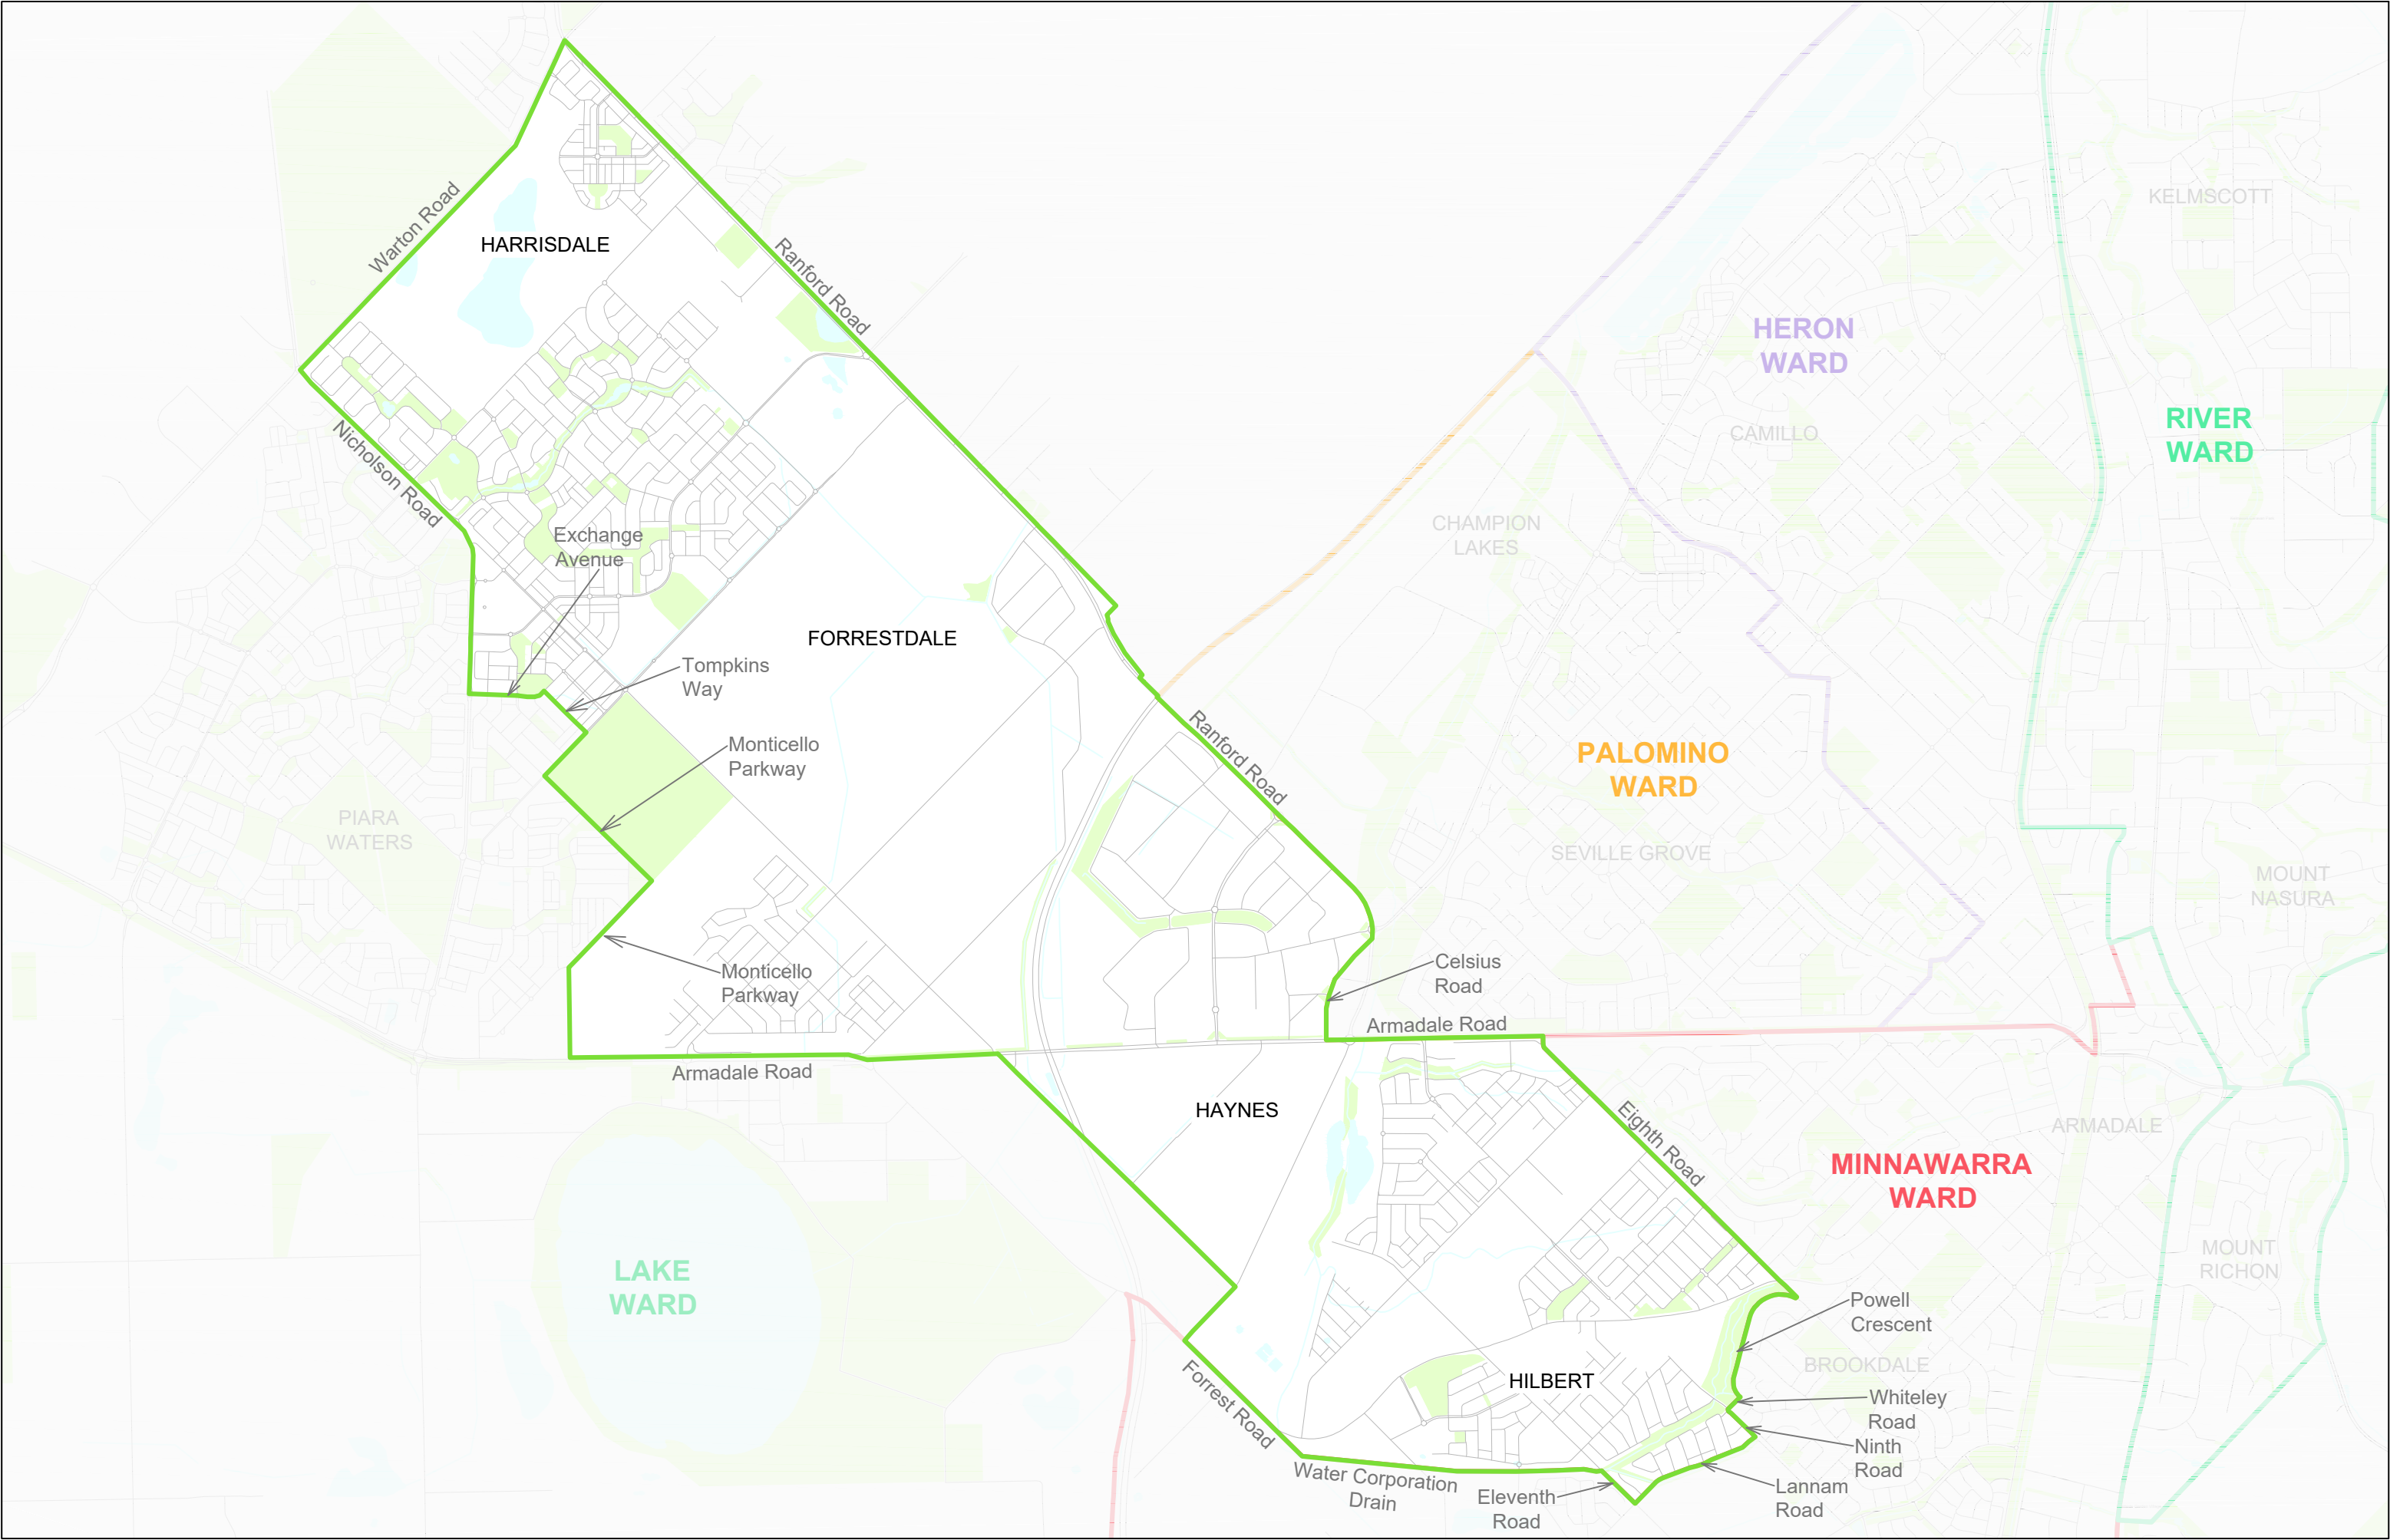 KELMSCOTT
Warton Road
HARRISDALE
Ranford Road
HERON
WARD
RIVER
WARD
CAMILLO
Nicholson Road
CHAMPION
LAKES
Exchange
Avenue
FORRESTDALE
Tompkins
Way
Ranford Road
Monticello
Parkway
PALOMINO
WARD
PIARA
WATERS
SEVILLE GROVE
MOUNT
NASURA
Monticello
Parkway
Celsius
Road
Armadale Road
Armadale Road
HAYNES
Eighth Road
ARMADALE
MINNAWARRA
WARD
LAKE
WARD
MOUNT
RICHON
Powell
Crescent
BROOKDALE
Forrest Road
HILBERT
Whiteley
Road
Ninth
Road
Water Corporation
Drain
Eleventh
Road
Lannam
Road